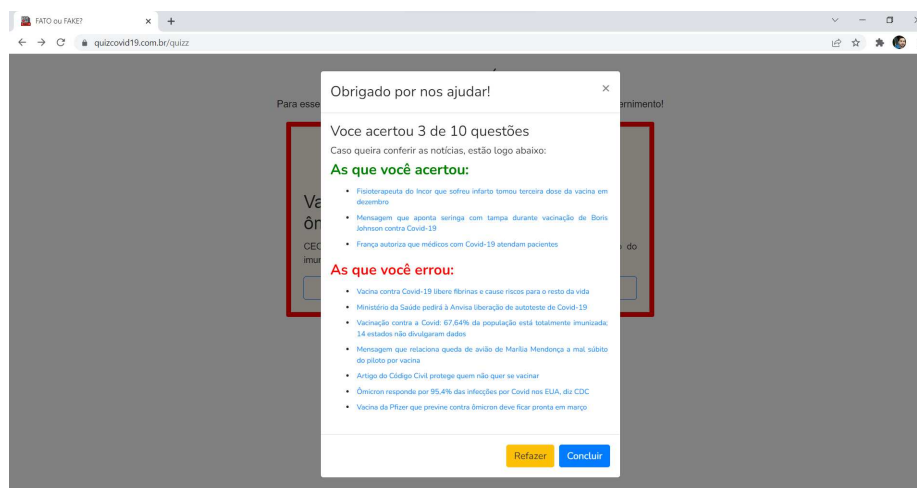 FATO ou FAKE?
quizcovid19.com.br/quizz
Para esse
ernimento!
Obrigado por nos ajudar!
×
Voce acertou 3 de 10 questões
Caso queira conferir as notícias, estão logo abaixo:
As que você acertou:
Fisioterapeuta do Incor que sofreu infarto tomou terceira dose da vacina em
dezembro
Mensagem que aponta seringa com tampa durante vacinação de Boris
Johnson contra Covid-19
França autoriza que médicos com Covid-19 atendam pacientes
As que você errou:
Vacina contra Covid-19 libere fibrinas e cause riscos para o resto da vida
Ministério da Saúde pedirá à Anvisa liberação de autoteste de Covid-19
Vacinação contra a Covid: 67,64% da população está totalmente imunizada;
14 estados não divulgaram dados
Mensagem que relaciona queda de avião de Marília Mendonça a mal súbito
do piloto por vacina
Artigo do Código Civil protege quem não quer se vacinar
Ômicron responde por 95,4% das infecções por Covid nos EUA, diz CDC
Vacina da Pfizer que previne contra ômicron deve ficar pronta em março
Va
ôn
CEO
do
imun
Refazer
Concluir